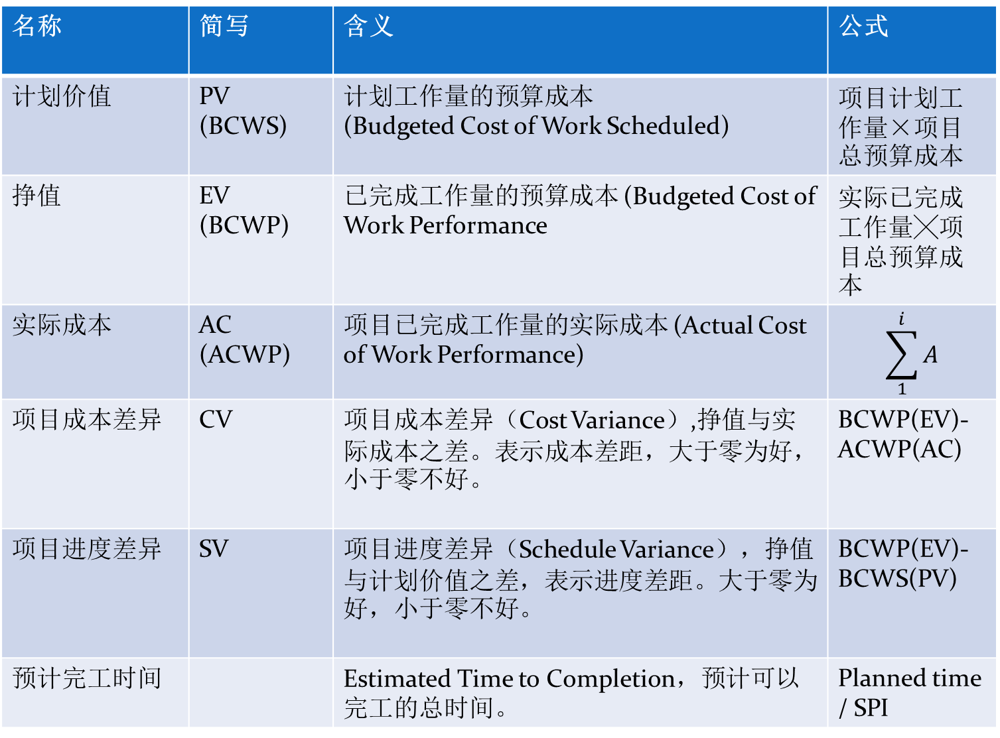 名称
简写
含义
公式
计划价值
PV
(BCWS)
计划工作量的预算成本
(Budgeted Cost of Work Scheduled)
项目计划工
作量×项目
总预算成本
挣值
EV
(BCWP)
已完成工作量的预算成本 (Budgeted Cost of
Work Performance
实际已完成
工作量╳项
目总预算成
本
实际成本
AC
(ACWP)
项目已完成工作量的实际成本 (Actual Cost
of Work Performance)
i
∑ A
1
项目成本差异
CV
项目成本差异（Cost Variance）,挣值与实
际成本之差。表示成本差距，大于零为好，
小于零不好。
BCWP(EV)-
ACWP(AC)
项目进度差异
SV
项目进度差异（Schedule Variance），挣值
与计划价值之差，表示进度差距。大于零为
好，小于零不好。
BCWP(EV)-
BCWS(PV)
预计完工时间
Estimated Time to Completion，预计可以
完工的总时间。
Planned time
/ SPI